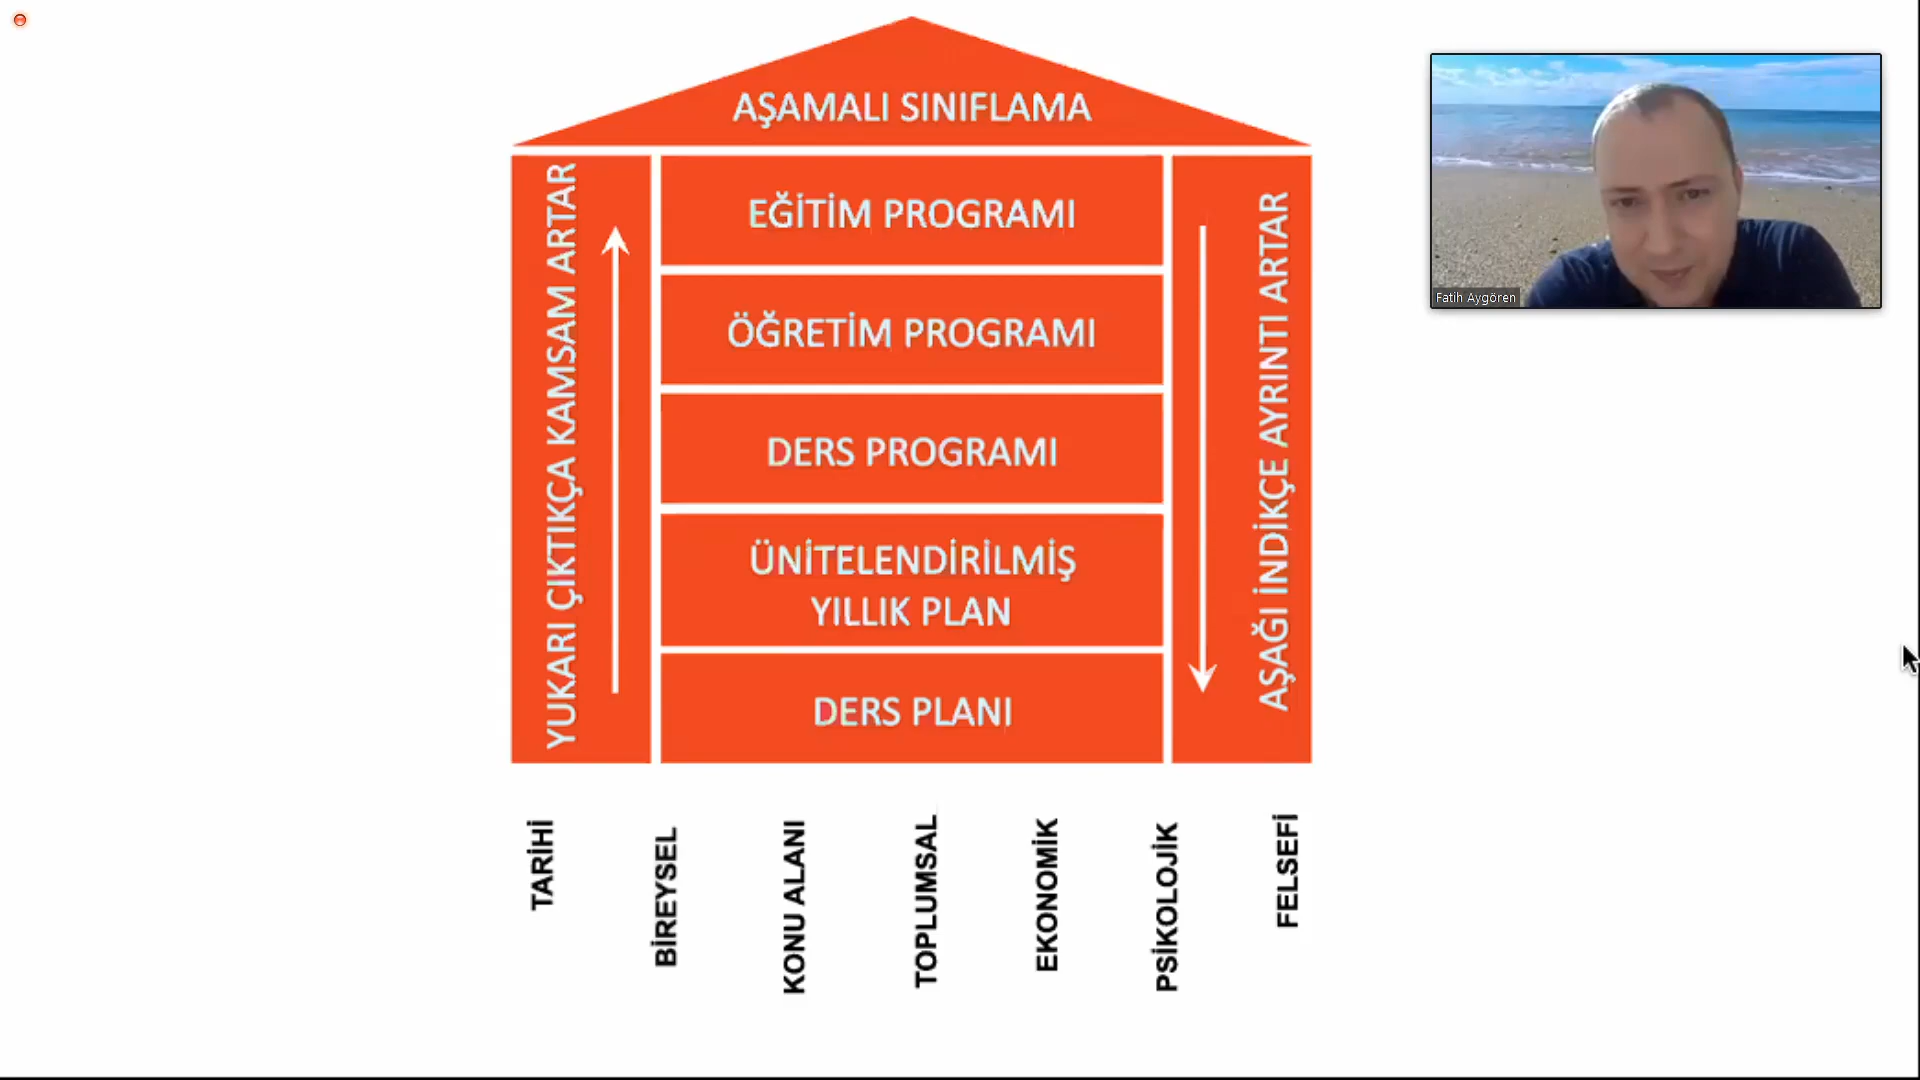 AŞAMALI SINIFLAMA
YUKARI ÇIKTIKÇA KAMSAM ARTAR
EĞİTİM PROGRAMI
ÖĞRETİM PROGRAMI
DERS PROGRAMI
ÜNİTELENDİRİLMİŞ
YILLIK PLAN
DERS PLANI
AŞAĞI İNDİKÇE AYRINTI ARTAR
TARİHİ
BİREYSEL
KONU ALANI
TOPLUMSAL
EKONOMİK
PSİKOLOJİK
FELSEFİ
Fatih Aygören